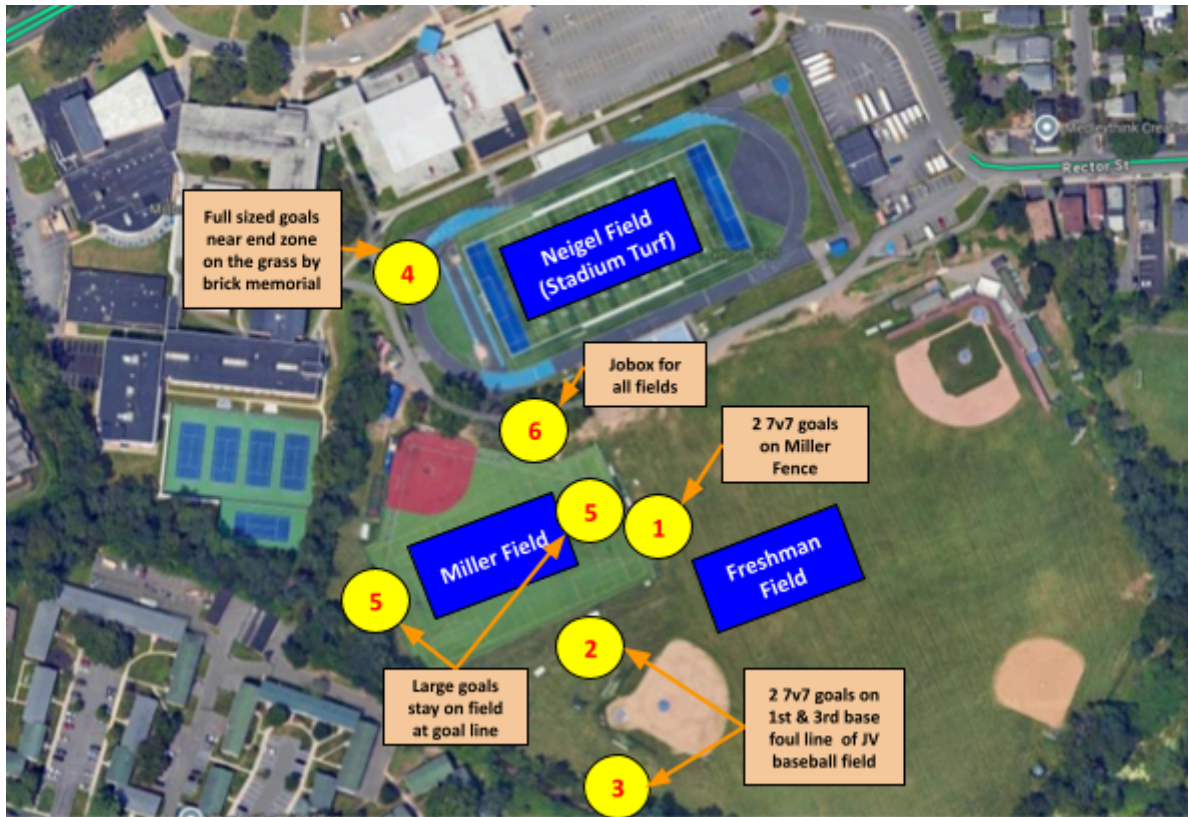 Rector St
Full sized goals
near end zone
on the grass by
brick memorial
4
Neigel Field
(Stadium Turf)
Jobox for
all fields
6
2 7v7 goals
on Miller
Fence
5
1
Miller Field
Freshman
Field
5
2
Large goals
stay on field
at goal line
2 7v7 goals on
1st & 3rd base
foul line of JV
baseball field
3